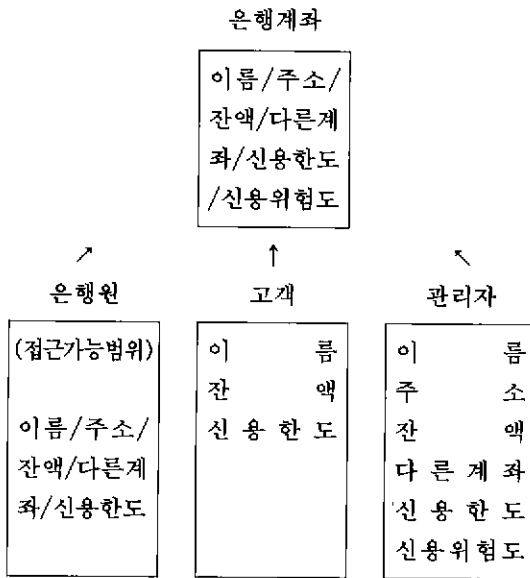 은행계좌
이름/주소/
잔액/다른계
좌/신용한도
/신용위험도
↗ ↑ ↖
은행원
(접근가능범위)
이름/주소/
잔액/다른계
좌/신용한도
고객
이 름
잔 액
신 용 한 도
관리자
이 름
주 소
잔 액
다 른 계 좌
신 용 한 도
신용위험도